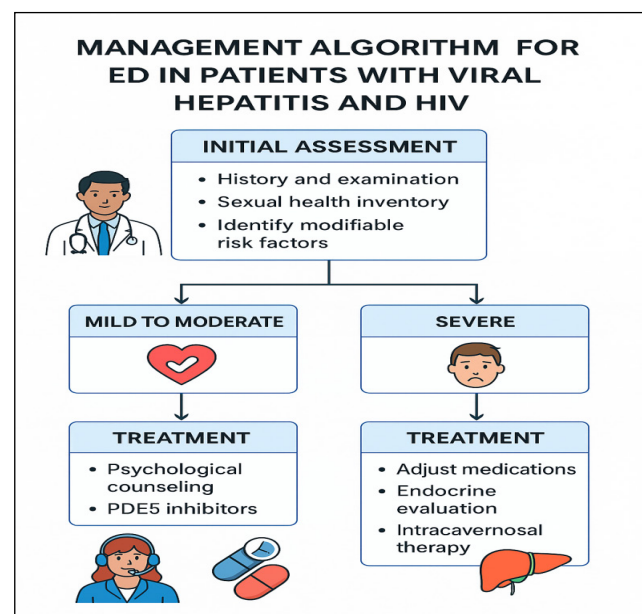 MANAGEMENT ALGORITHM FOR
ED IN PATIENTS WITH VIRAL
HEPATITIS AND HIV
INITIAL ASSESSMENT
• History and examination
• Sexual health inventory
• Identify modifiable
risk factors
MILD TO MODERATE
SEVERE
TREATMENT
• Psychological
counseling
• PDE5 inhibitors
TREATMENT
• Adjust medications
• Endocrine
evaluation
• Intracavernosal
therapy